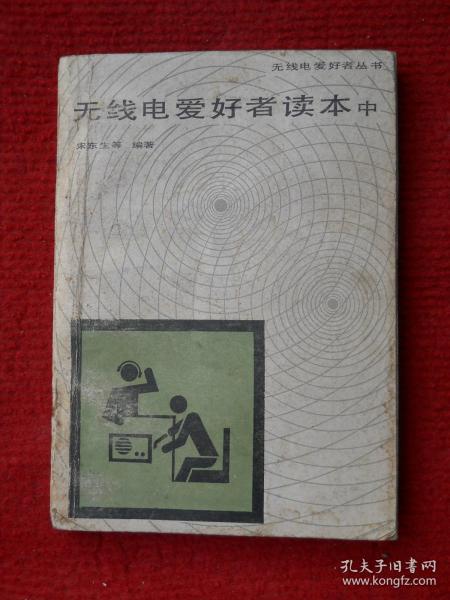 无线电爱好者丛书
无线电爱好者读本中
宋东生等 编著
孔夫子旧书网
www.kongfz.com